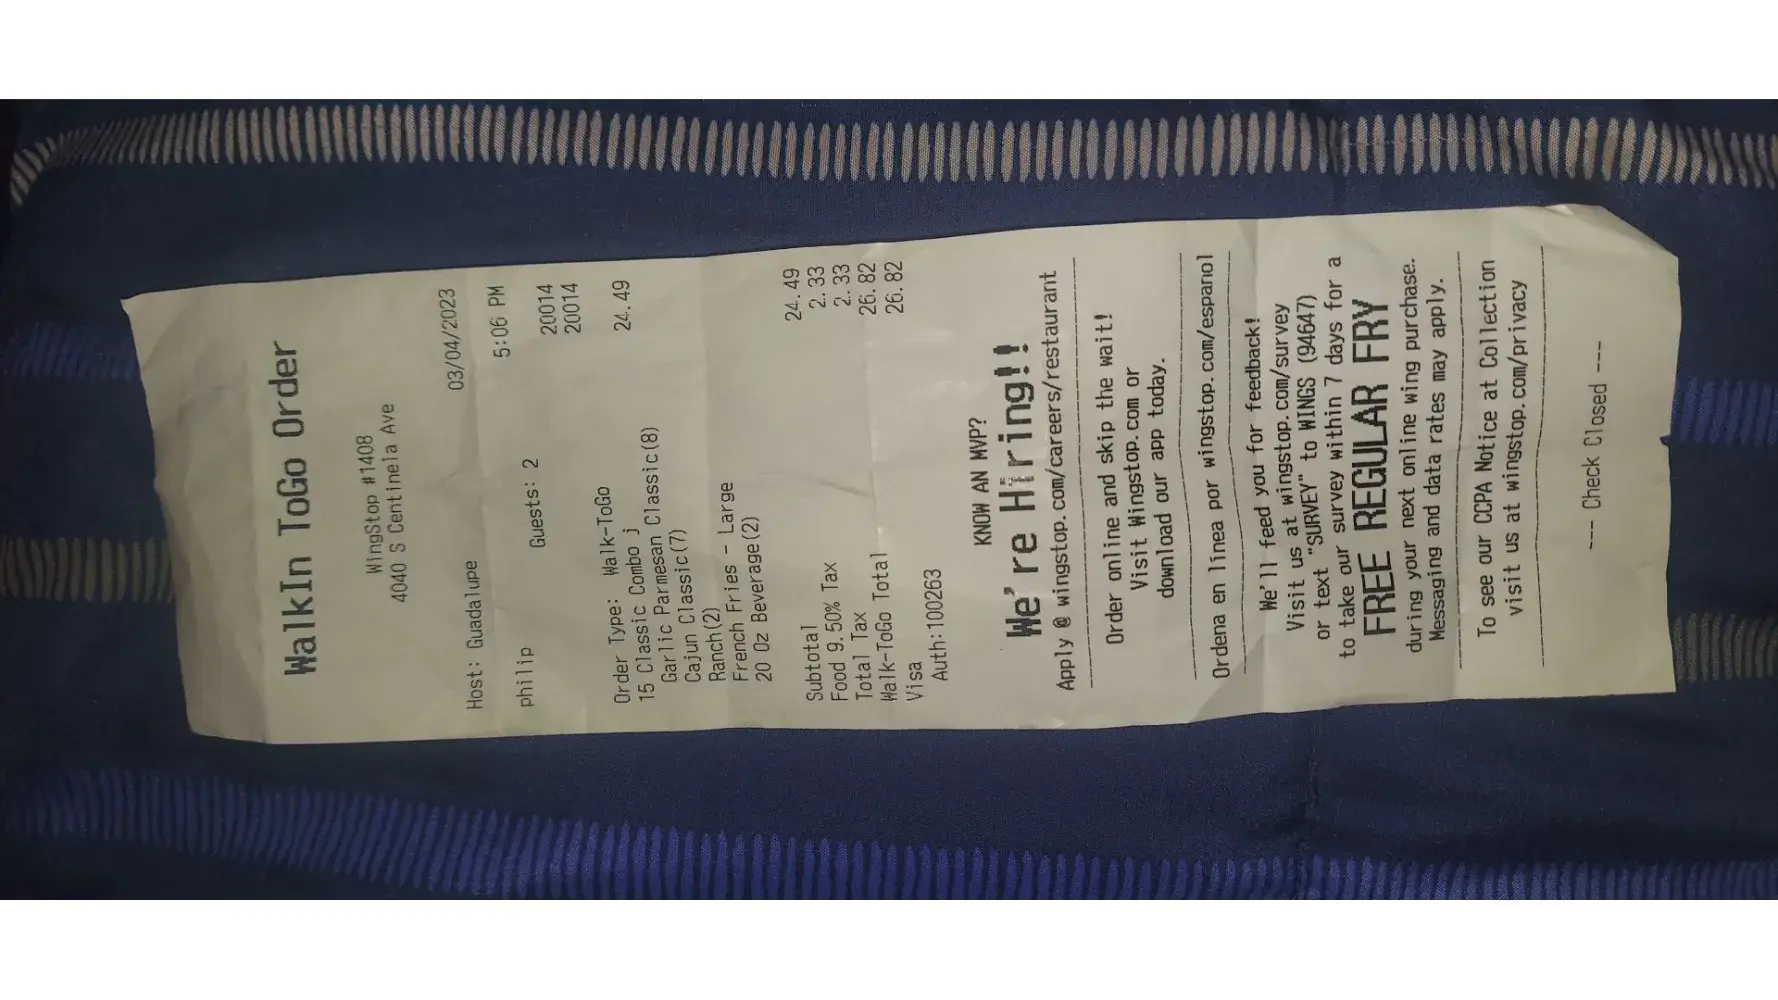 WalkIn ToGo Order
WingStop #1408
4040 S Centinela Ave
03/04/2023
Host: Guadalupe
5:06 PM
philip
Guests: 2
20014
20014
Order Type: Walk-ToGo
15 Classic Combo j 24.49
Garlic Parmesan Classic(8)
Cajun Classic(7)
Ranch(2)
French Fries - Large
20 Oz Beverage(2)
Subtotal 24.49
Food 9.50% Tax 2.33
Total Tax 2.33
Walk-ToGo Total 26.82
Visa 26.82
Auth:100263
KNOW AN MVP?
We're Hiring!!
Apply @ wingstop.com/careers/restaurant
Order online and skip the wait!
Visit Wingstop.com or
download our app today.
Ordena en linea por wingstop.com/espanol
We'll feed you for feedback!
Visit us at wingstop.com/survey
or text "SURVEY" to WINGS (94647)
to take our survey within 7 days for a
FREE REGULAR FRY
during your next online wing purchase.
Messaging and data rates may apply.
To see our CCPA Notice at Collection
visit us at wingstop.com/privacy
--- Check Closed ---